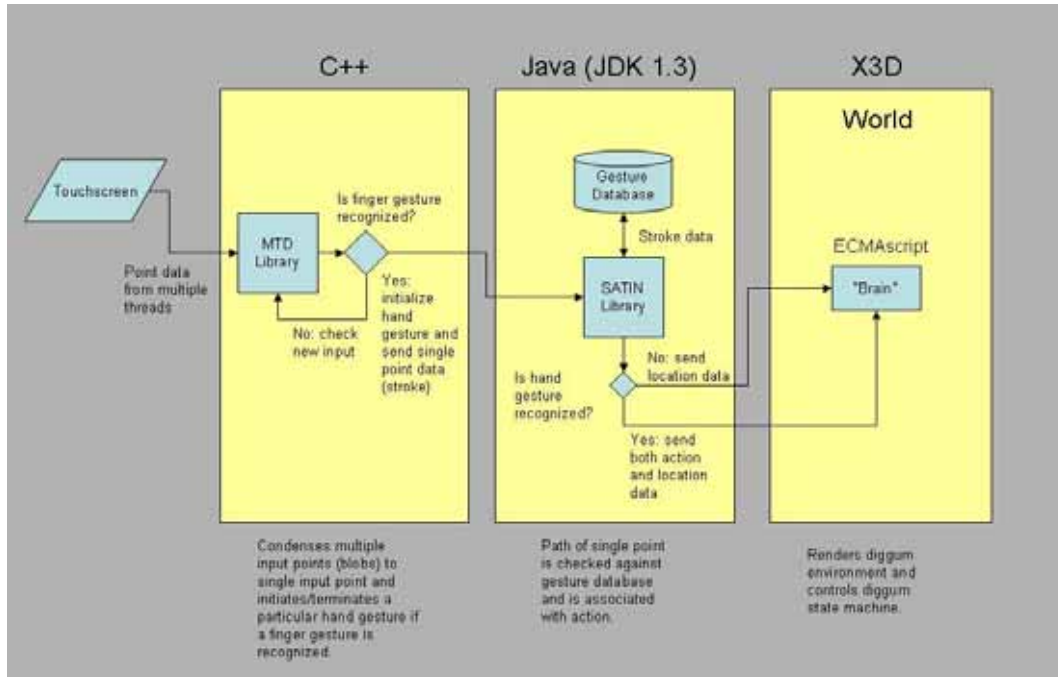 C++
Java (JDK 1.3)
X3D
World
Touchscreen
Point data
from multiple
threads
MTD
Library
Is finger gesture
recognized?
No: check
new input
Yes:
initialize
hand
gesture and
send single
point data
(stroke)
Gesture
Database
Stroke data
SATIN
Library
Is hand
gesture
recognized?
No: send
location data
Yes: send
both action
and location
data
ECMAscript
"Brain"
Condenses multiple
input points (blobs) to
single input point and
initiates/terminates a
particular hand gesture if
a finger gesture is
recognized.
Path of single point
is checked against
gesture database
and is associated
with action.
Renders diggum
environment and
controls diggum
state machine.